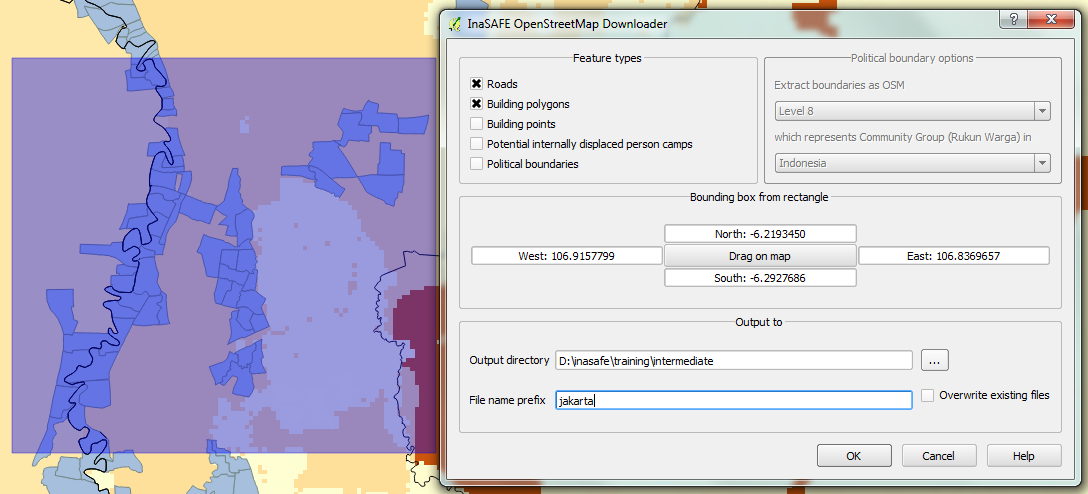 InaSAFE OpenStreetMap Downloader
Feature types
Roads
Building polygons
Building points
Potential internally displaced person camps
Political boundaries
Political boundary options
Extract boundaries as OSM
Level 8
which represents Community Group (Rukun Warga) in
Indonesia
Bounding box from rectangle
North: -6.2193450
West: 106.9157799
Drag on map
East: 106.8369657
South: -6.2927686
Output to
Output directory
D:\inasafe\training\intermediate
...
File name prefix
jakarta
Overwrite existing files
OK
Cancel
Help